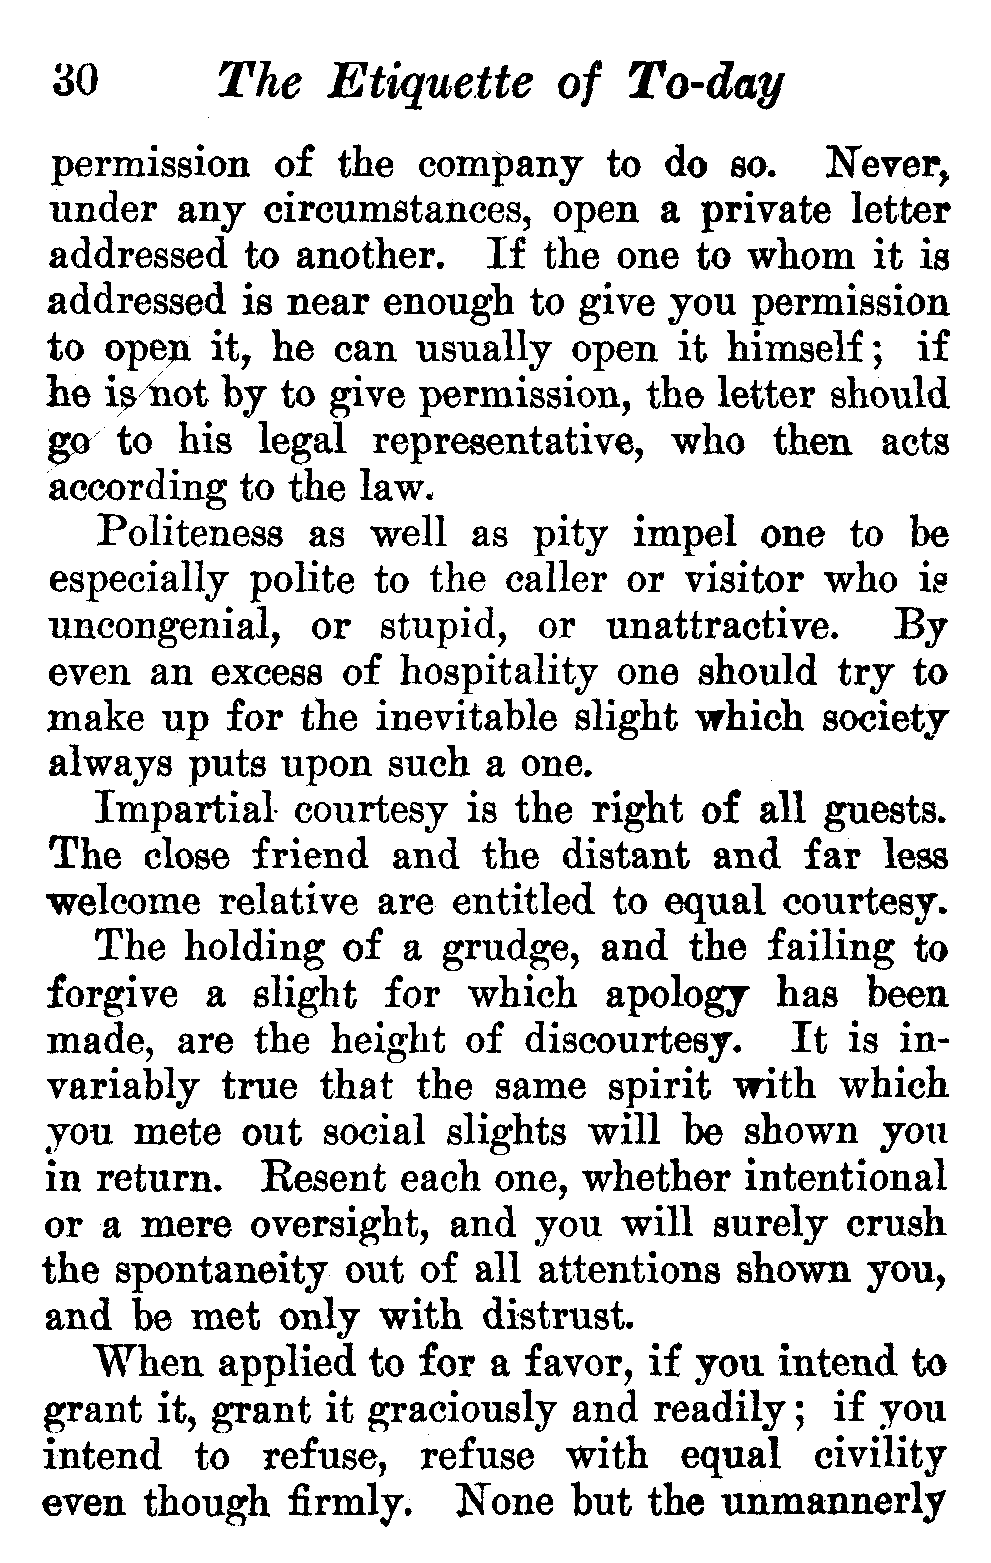 30 The Etiquette of To-day
permission of the company to do so. Never,
under any circumstances, open a private letter
addressed to another. If the one to whom it is
addressed is near enough to give you permission
to open it, he can usually open it himself; if
he is not by to give permission, the letter should
go to his legal representative, who then acts
according to the law.
Politeness as well as pity impel one to be
especially polite to the caller or visitor who is
uncongenial, or stupid, or unattractive. By
even an excess of hospitality one should try to
make up for the inevitable slight which society
always puts upon such a one.
Impartial courtesy is the right of all guests.
The close friend and the distant and far less
welcome relative are entitled to equal courtesy.
The holding of a grudge, and the failing to
forgive a slight for which apology has been
made, are the height of discourtesy. It is in-
variably true that the same spirit with which
you mete out social slights will be shown you
in return. Resent each one, whether intentional
or a mere oversight, and you will surely crush
the spontaneity out of all attentions shown you,
and be met only with distrust.
When applied to for a favor, if you intend to
grant it, grant it graciously and readily; if you
intend to refuse, refuse with equal civility
even though firmly. None but the unmannerly